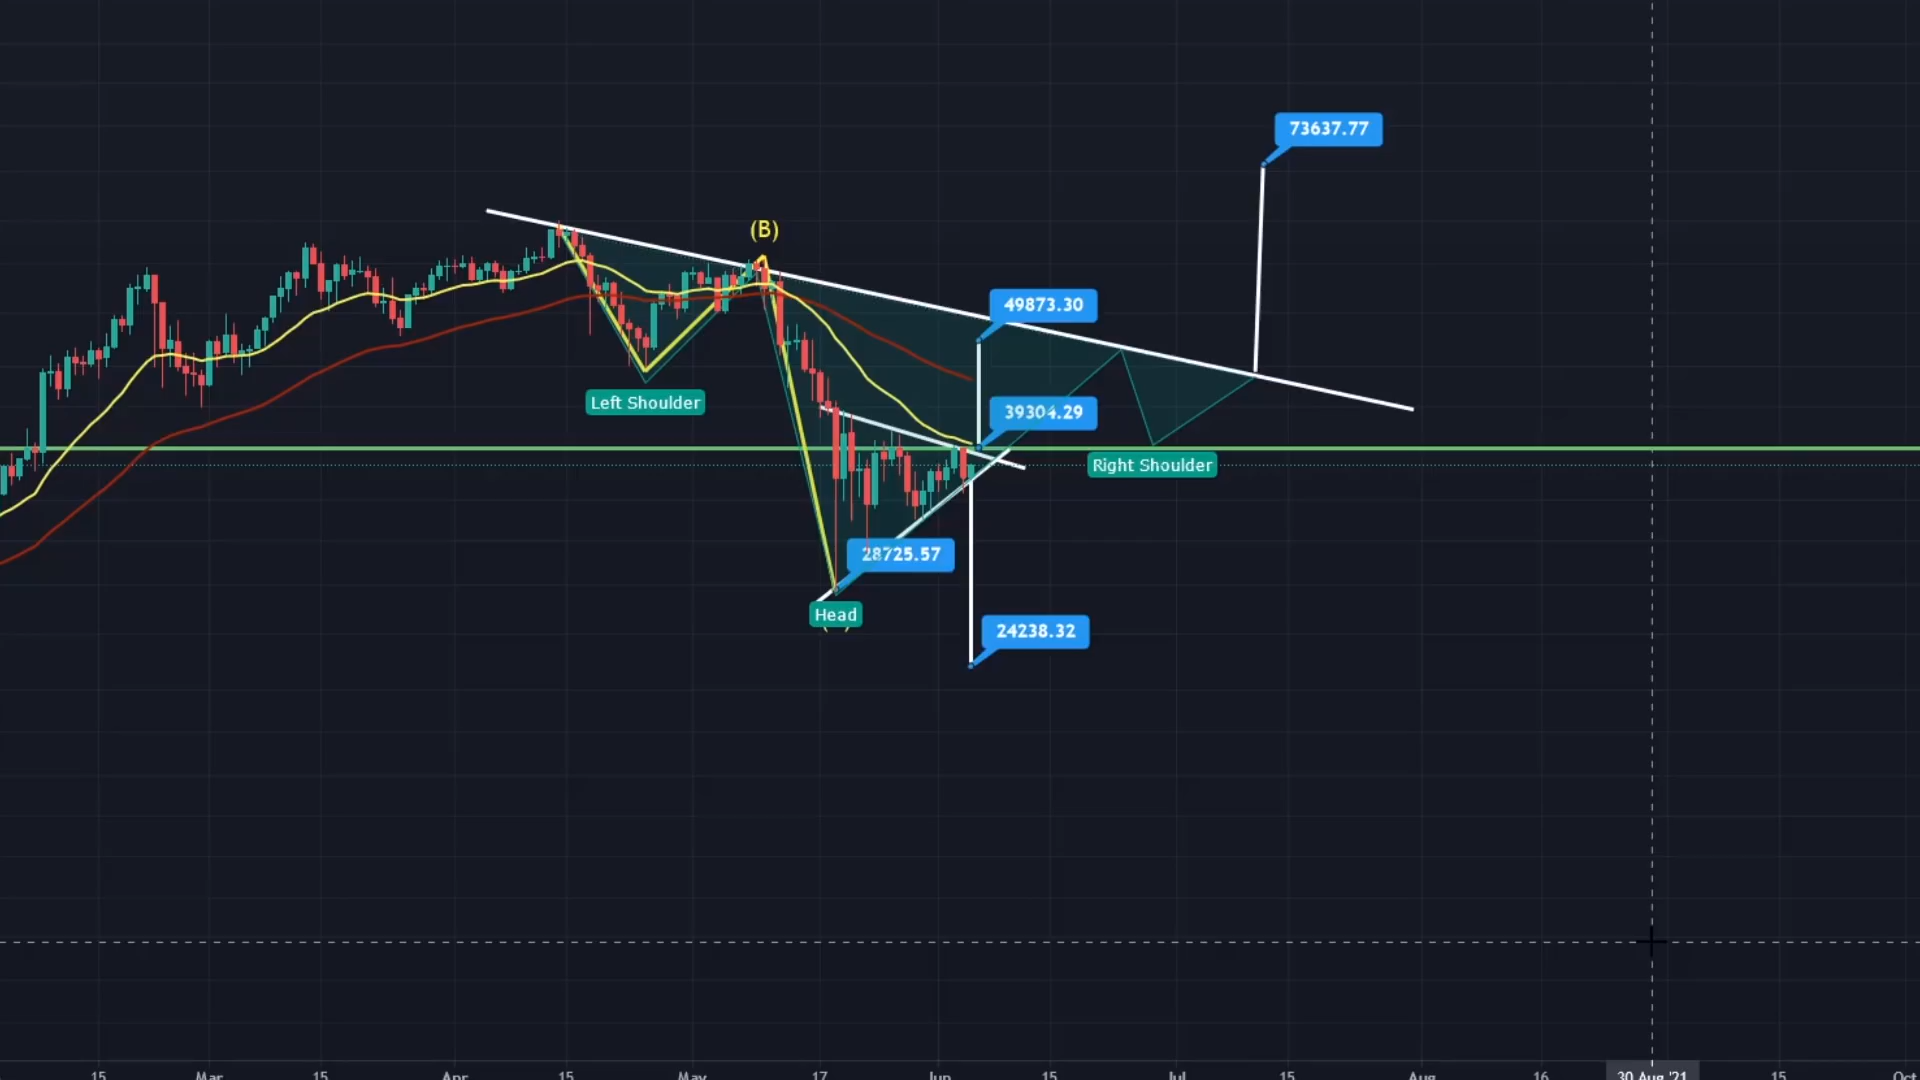 73637.77
(B)
49873.30
Left Shoulder
39304.29
Right Shoulder
28725.57
Head
24238.32
15 Mar 15 Apr 15 May 17 Jun 15 Jul 15 Aug 16 30 Aug '21 15 Oct